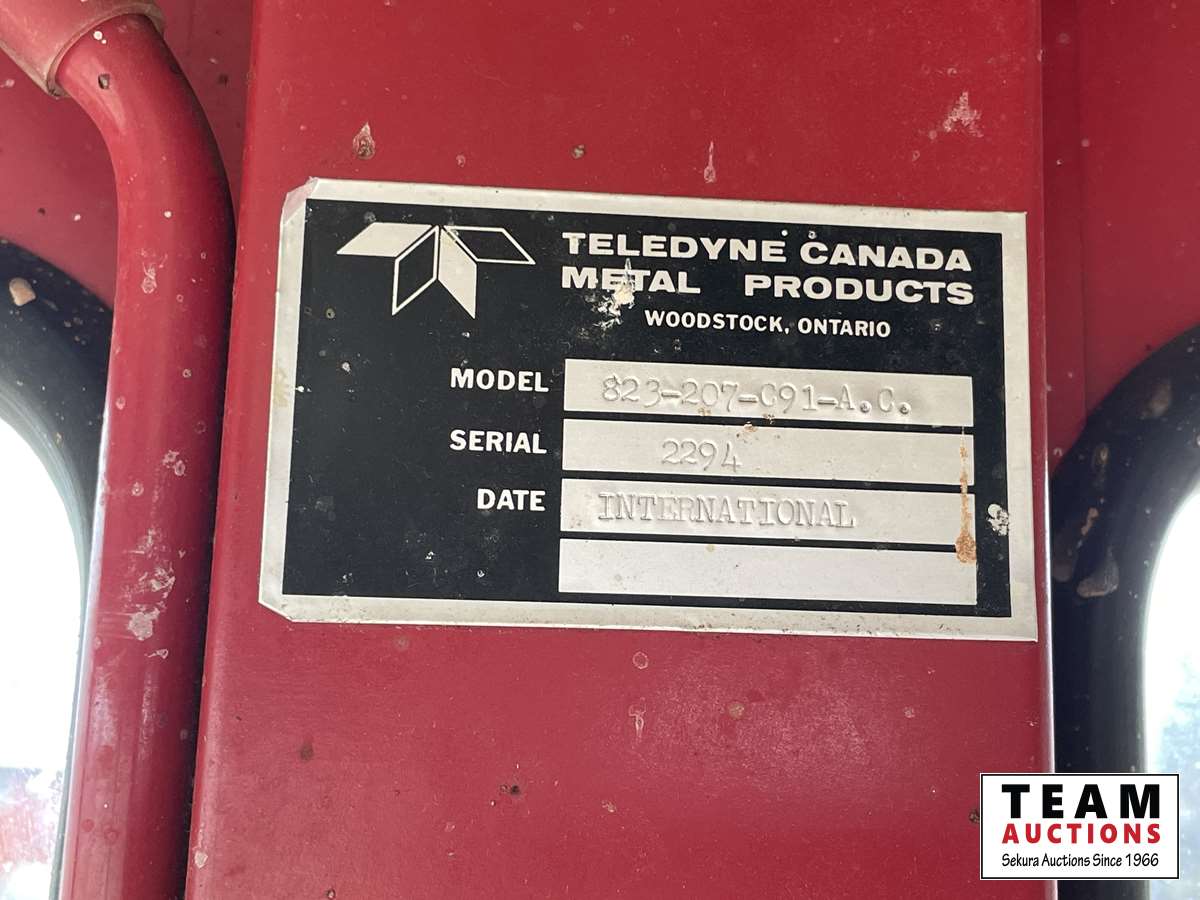 TELEDYNE CANADA
METAL PRODUCTS
WOODSTOCK, ONTARIO
MODEL 823-207-C91-A.C.
SERIAL 2294
DATE INTERNATIONAL
TEAM
AUCTIONS
Sekura Auctions Since 1966